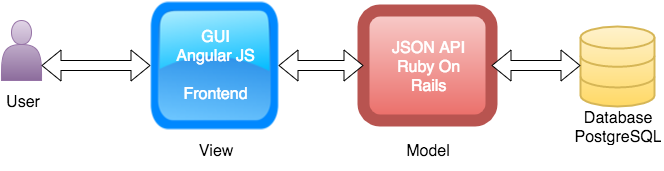 GUI
Angular JS
Frontend
JSON API
Ruby On
Rails
User
Database
PostgreSQL
View
Model